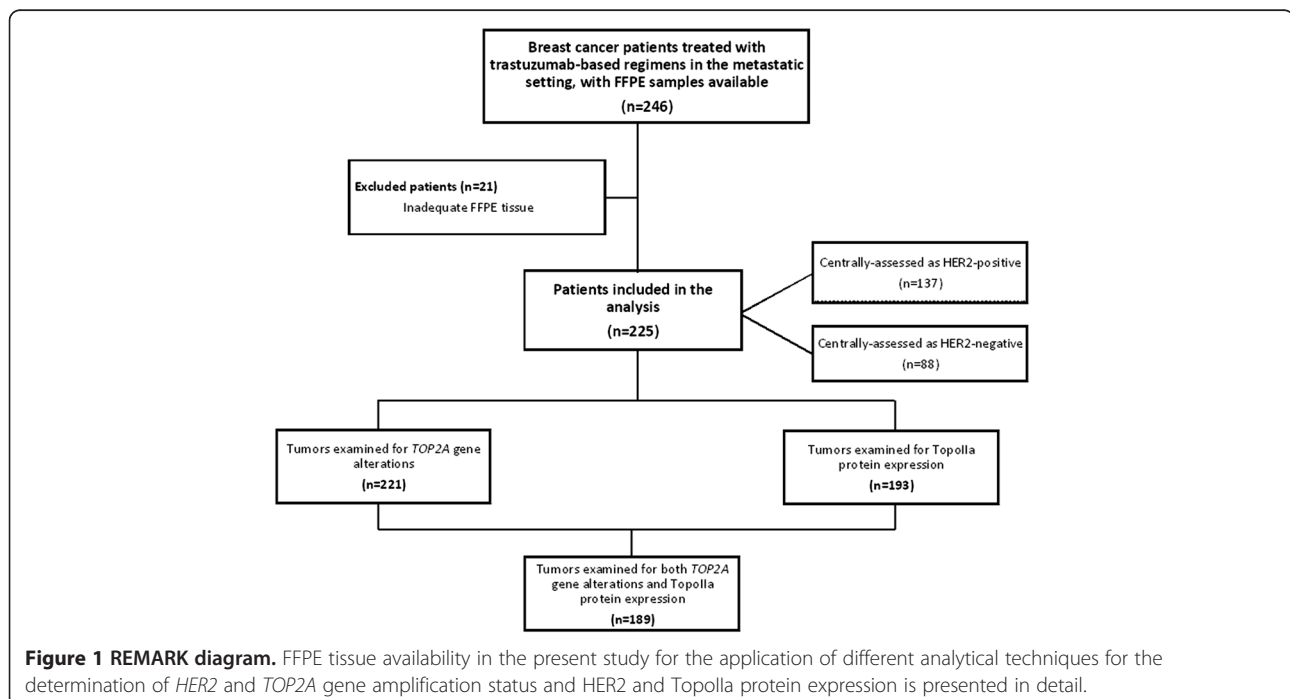 Breast cancer patients treated with
trastuzumab-based regimens in the metastatic
setting, with FFPE samples available
(n=246)
Excluded patients (n=21)
Inadequate FFPE tissue
Patients included in the
analysis
(n=225)
Centrally-assessed as HER2-positive
(n=137)
Centrally-assessed as HER2-negative
(n=88)
Tumors examined for TOP2A gene
alterations
(n=221)
Tumors examined for TopoIIa
protein expression
(n=193)
Tumors examined for both TOP2A
gene alterations and TopoIIa
protein expression
(n=189)
Figure 1 REMARK diagram. FFPE tissue availability in the present study for the application of different analytical techniques for the
determination of HER2 and TOP2A gene amplification status and HER2 and TopoIIa protein expression is presented in detail.